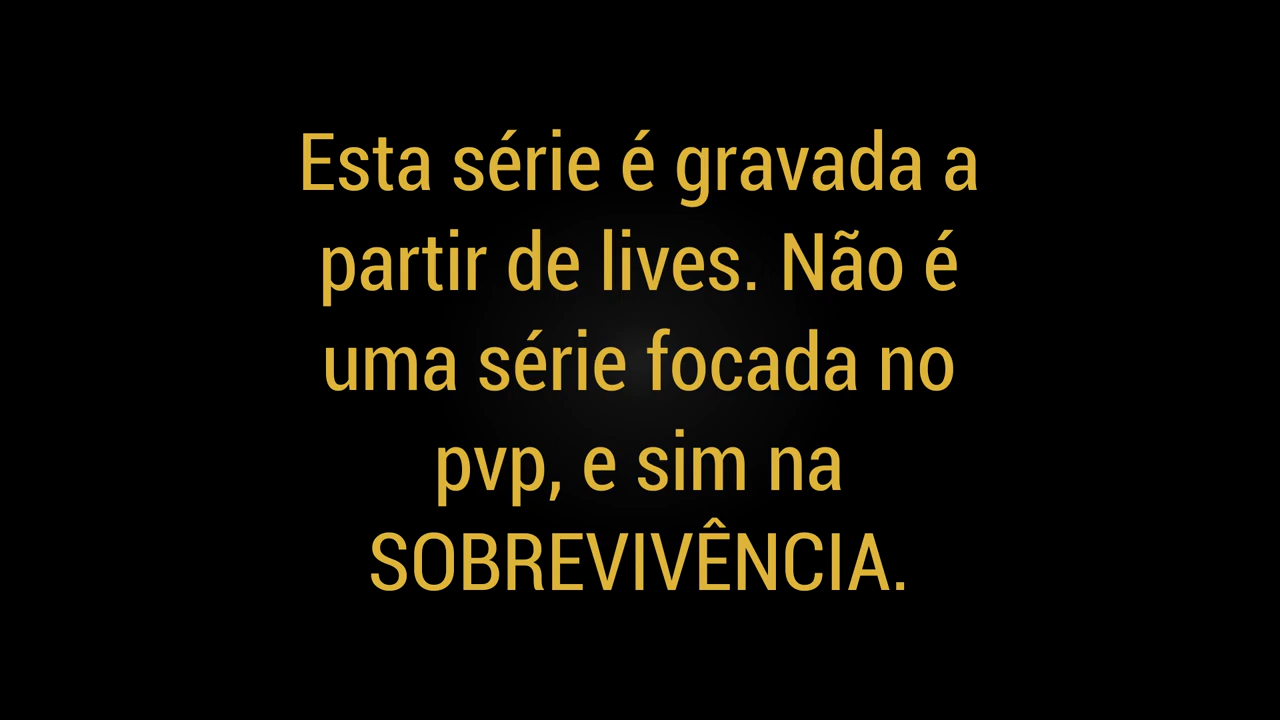 Esta série é gravada a
partir de lives. Não é
uma série focada no
pvp, e sim na
SOBREVIVÊNCIA.